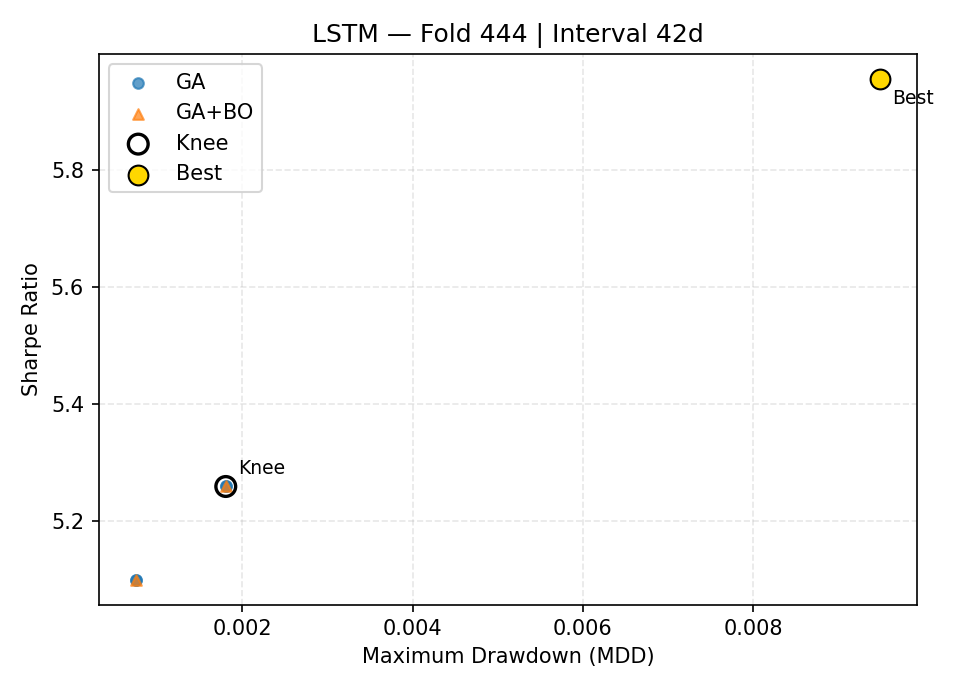 LSTM — Fold 444 | Interval 42d
GA
GA+BO
Knee
Best
Best
Knee
5.8
5.6
5.4
5.2
Sharpe Ratio
0.002
0.004
0.006
0.008
Maximum Drawdown (MDD)